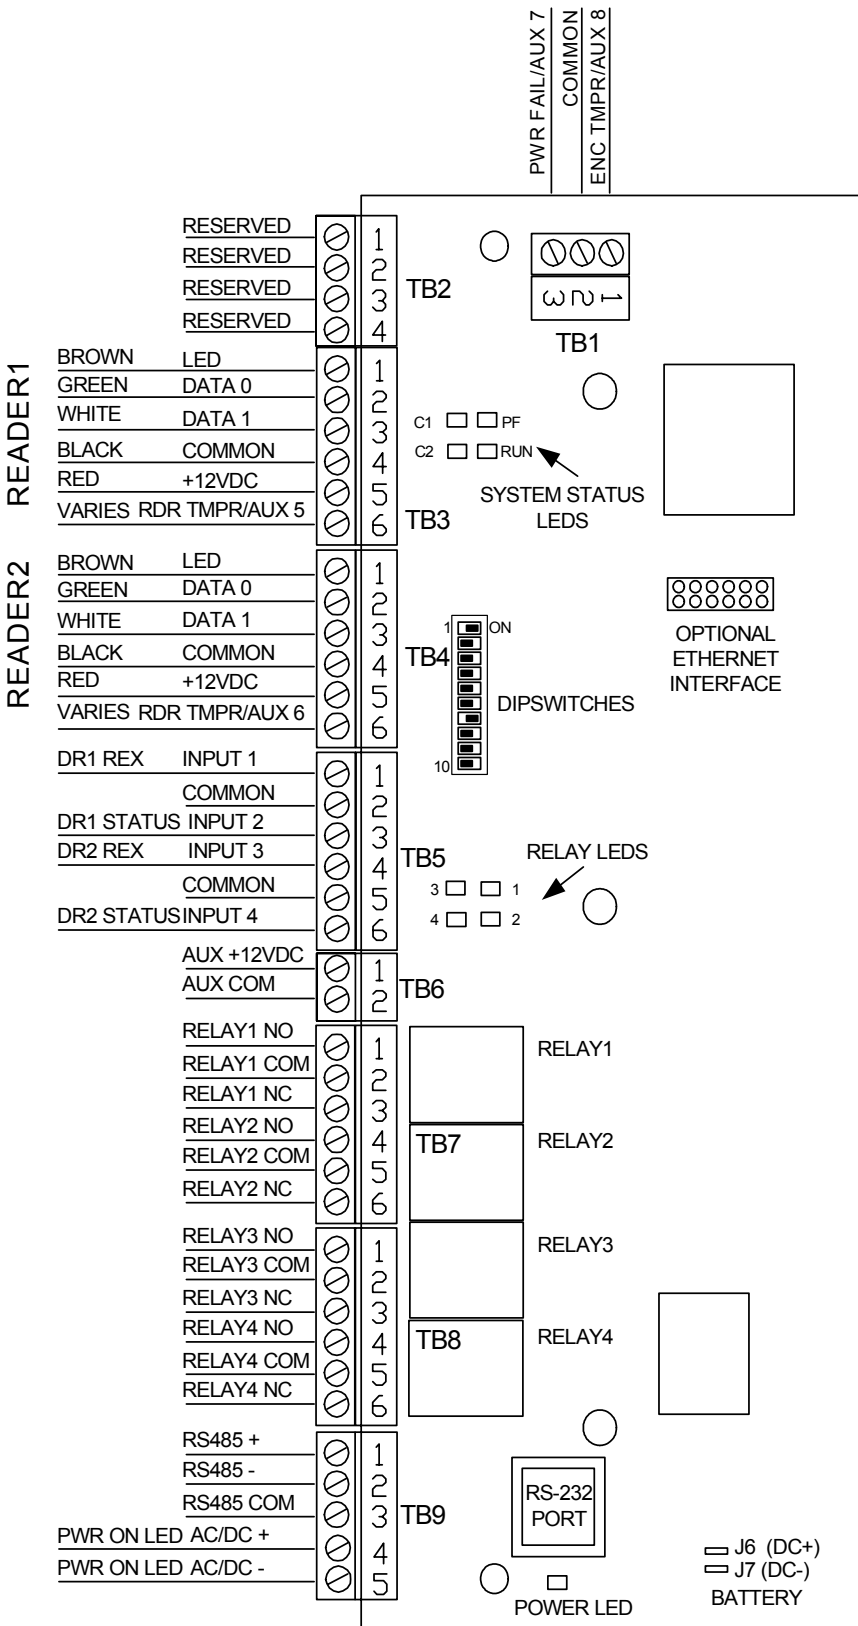 PWR FAIL/AUX 7
COMMON
ENC TMPR/AUX 8
RESERVED 1
RESERVED 2
RESERVED 3
RESERVED 4
TB2
3 2 1
TB1
READER1
BROWN LED 1
GREEN DATA 0 2
WHITE DATA 1 3
BLACK COMMON 4
RED +12VDC 5
VARIES RDR TMPR/AUX 5 6
TB3
C1 PF
C2 RUN
SYSTEM STATUS
LEDS
READER2
BROWN LED 1
GREEN DATA 0 2
WHITE DATA 1 3
BLACK COMMON 4
RED +12VDC 5
VARIES RDR TMPR/AUX 6 6
TB4
1 ON
10
DIPSWITCHES
OPTIONAL
ETHERNET
INTERFACE
DR1 REX INPUT 1 1
COMMON 2
DR1 STATUS INPUT 2 3
DR2 REX INPUT 3 4
COMMON 5
DR2 STATUS INPUT 4 6
TB5
RELAY LEDS
3 1
4 2
AUX +12VDC 1
AUX COM 2
TB6
RELAY1 NO 1
RELAY1 COM 2
RELAY1 NC 3
RELAY2 NO 4
RELAY2 COM 5
RELAY2 NC 6
TB7
RELAY1
RELAY2
RELAY3 NO 1
RELAY3 COM 2
RELAY3 NC 3
RELAY4 NO 4
RELAY4 COM 5
RELAY4 NC 6
TB8
RELAY3
RELAY4
RS485 + 1
RS485 - 2
RS485 COM 3
PWR ON LED AC/DC + 4
PWR ON LED AC/DC - 5
TB9
RS-232
PORT
POWER LED
J6 (DC+)
J7 (DC-)
BATTERY